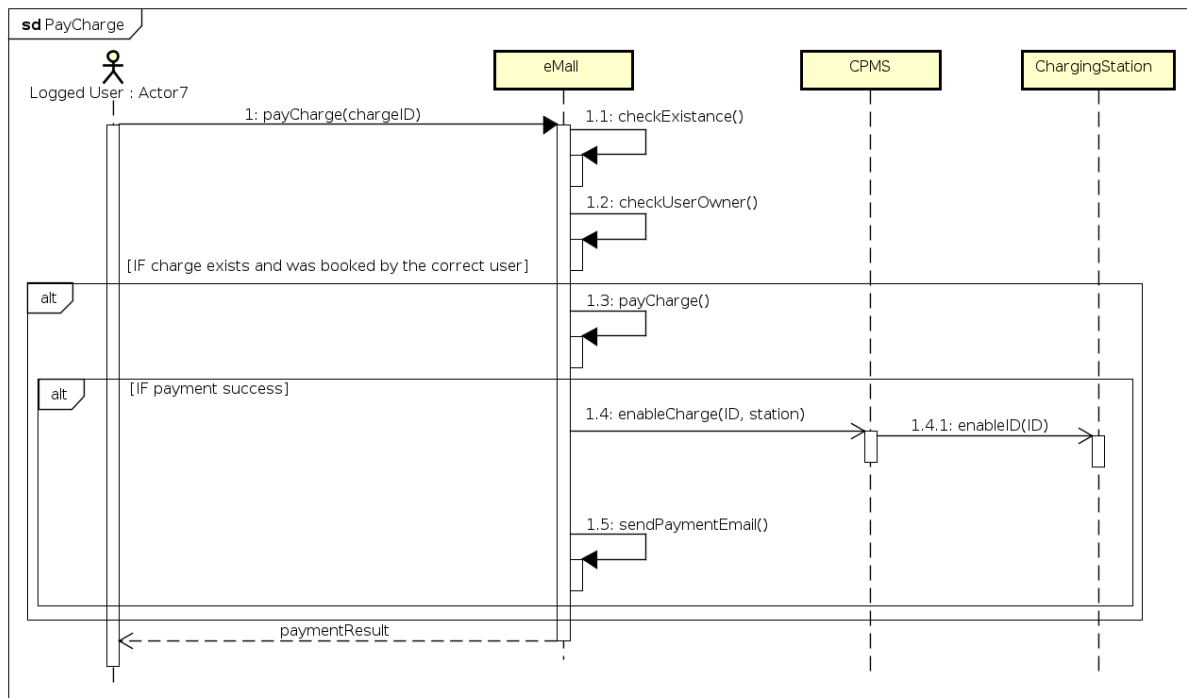 sd PayCharge
Logged User : Actor7
eMall
CPMS
ChargingStation
1: payCharge(chargeID)
1.1: checkExistance()
1.2: checkUserOwner()
[IF charge exists and was booked by the correct user]
alt
1.3: payCharge()
alt
[IF payment success]
1.4: enableCharge(ID, station)
1.4.1: enableID(ID)
1.5: sendPaymentEmail()
paymentResult